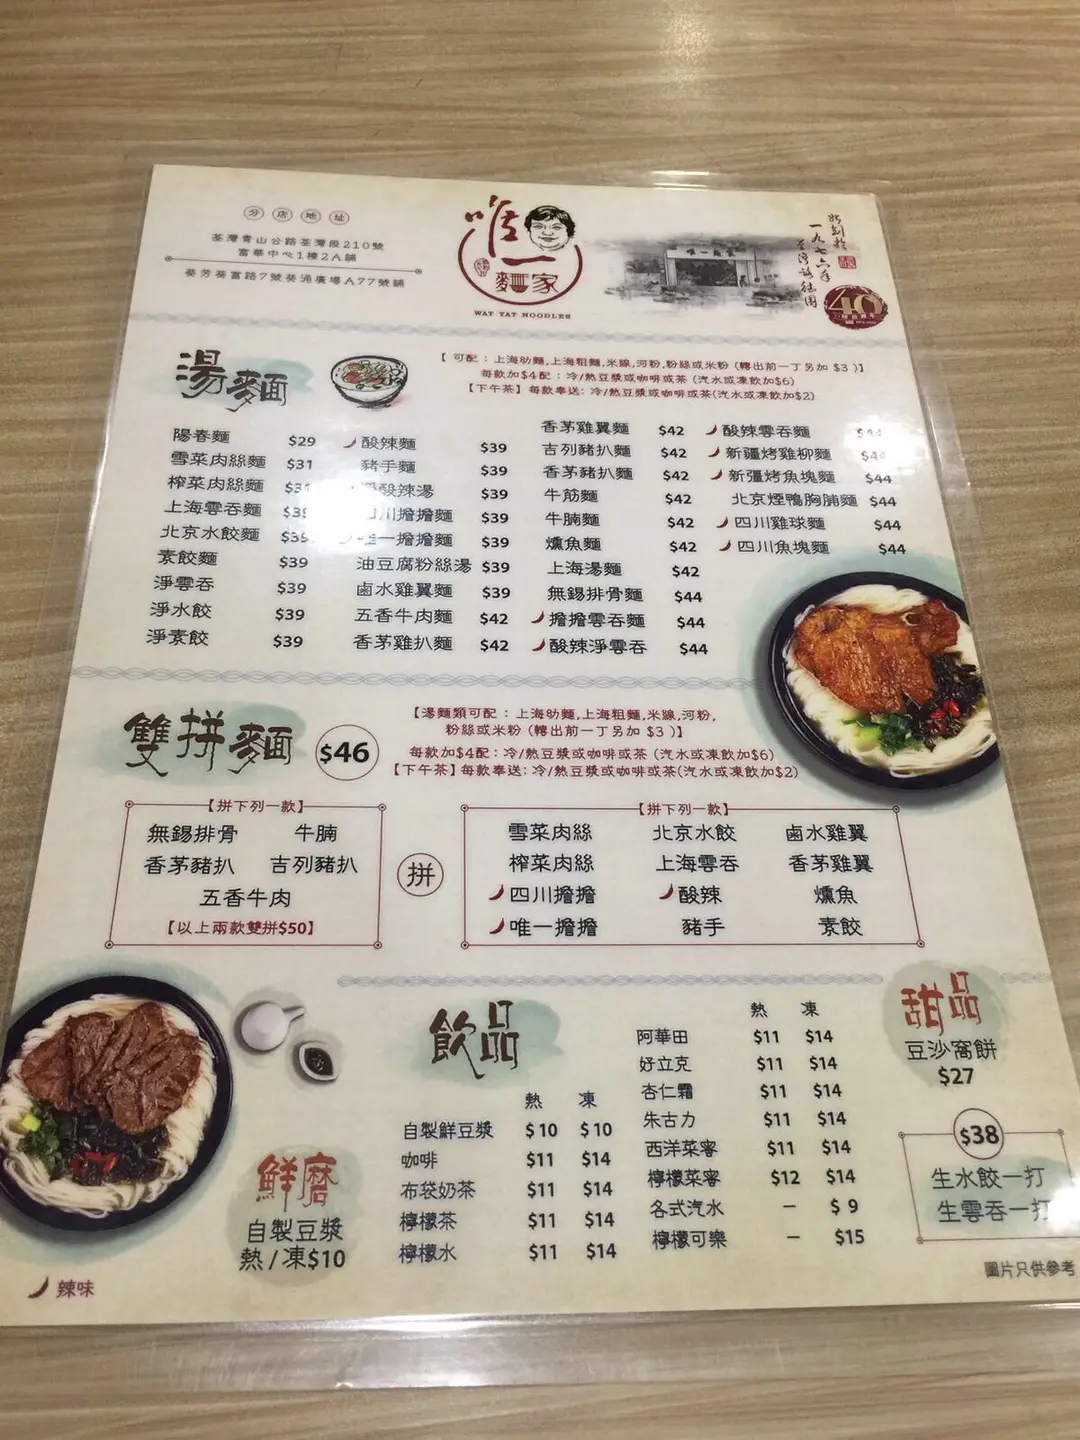 分店地址
荃灣青山公路荃灣段210號
富華中心1樓2A舖
葵芳葵富路7號葵涌廣場A77號舖
唯一
麵家
WAT YAT NOODLES
唯一麵家
始創於
一九七六年
荃灣路德圍
40
湯麵
【 可配 : 上海幼麵,上海粗麵,米線,河粉,粉絲或米粉 (轉出前一丁另加 $3 )】
每款加$4配 : 冷/熱豆漿或咖啡或茶 (汽水或凍飲加$6)
【下午茶】每款奉送: 冷/熱豆漿或咖啡或茶(汽水或凍飲加$2)
陽春麵 $29
雪菜肉絲麵 $31
榨菜肉絲麵
上海雲吞麵
北京水餃麵 $39
素餃麵 $39
淨雲吞 $39
淨水餃 $39
淨素餃 $39
酸辣麵 $39
豬手麵 $39
酸辣湯 $39
四川擔擔麵 $39
唯一擔擔麵 $39
油豆腐粉絲湯 $39
鹵水雞翼麵 $39
五香牛肉麵 $42
香茅雞扒麵 $42
香茅雞翼麵 $42
吉列豬扒麵 $42
香茅豬扒麵 $42
牛筋麵 $42
牛腩麵 $42
燻魚麵 $42
上海湯麵 $42
無錫排骨麵 $44
擔擔雲吞麵 $44
酸辣淨雲吞 $44
酸辣雲吞麵 $44
新疆烤雞柳麵 $44
新疆烤魚塊麵 $44
北京煙鴨胸脯麵 $44
四川雞球麵 $44
四川魚塊麵 $44
雙拼麵 $46
【湯麵類可配 : 上海幼麵,上海粗麵,米線,河粉,
粉絲或米粉 (轉出前一丁另加 $3 )】
每款加$4配 : 冷/熱豆漿或咖啡或茶 (汽水或凍飲加$6)
【下午茶】每款奉送: 冷/熱豆漿或咖啡或茶(汽水或凍飲加$2)
【拼下列一款】
無錫排骨 牛腩
香茅豬扒 吉列豬扒
五香牛肉
【以上兩款雙拼$50】
拼
【拼下列一款】
雪菜肉絲 北京水餃 鹵水雞翼
榨菜肉絲 上海雲吞 香茅雞翼
四川擔擔 酸辣 燻魚
唯一擔擔 豬手 素餃
飲品
熱 凍
自製鮮豆漿 $10 $10
咖啡 $11 $14
布袋奶茶 $11 $14
檸檬茶 $11 $14
檸檬水 $11 $14
熱 凍
阿華田 $11 $14
好立克 $11 $14
杏仁霜 $11 $14
朱古力 $11 $14
西洋菜蜜 $11 $14
檸檬菜蜜 $12 $14
各式汽水 – $ 9
檸檬可樂 – $15
甜品
豆沙窩餅
$27
$38
生水餃一打
生雲吞一打
鮮磨
自製豆漿
熱 / 凍$10
辣味
圖片只供參考